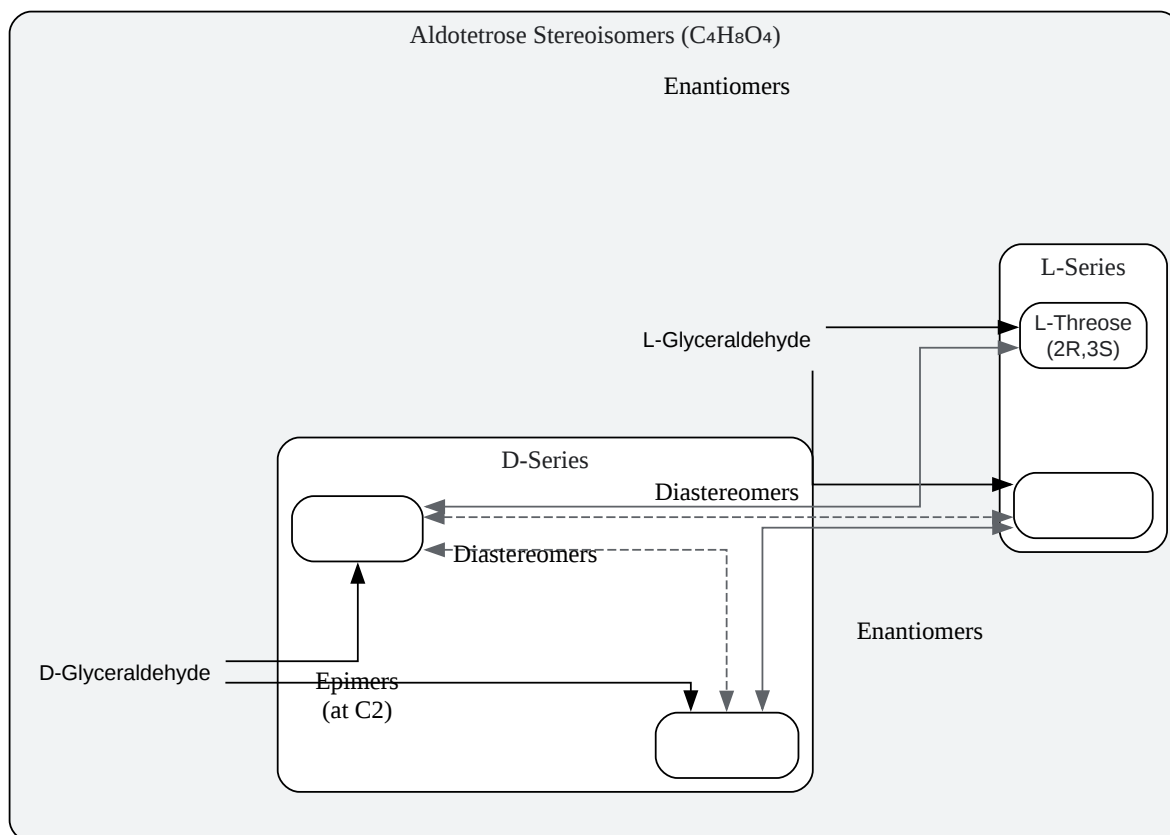 Aldotetrose Stereoisomers (C₄H₈O₄)
Enantiomers
L-Series
L-Threose
(2R,3S)
L-Glyceraldehyde
D-Series
Diastereomers
Diastereomers
Enantiomers
D-Glyceraldehyde
Epimers
(at C2)